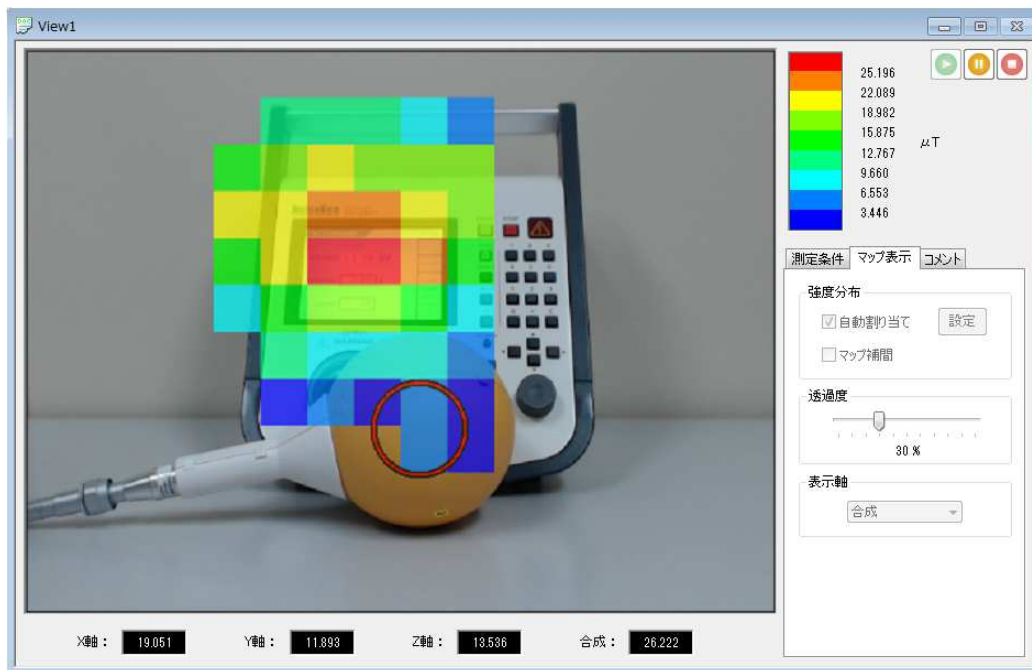 View1
25.196
22.089
18.982
15.875
12.767
9.660
6.553
3.446
μT
測定条件 マップ表示 コメント
強度分布
自動割り当て 設定
マップ補間
透過度
30 %
表示軸
合成
X軸: 19.051 Y軸: 11.893 Z軸: 13.536 合成: 26.222